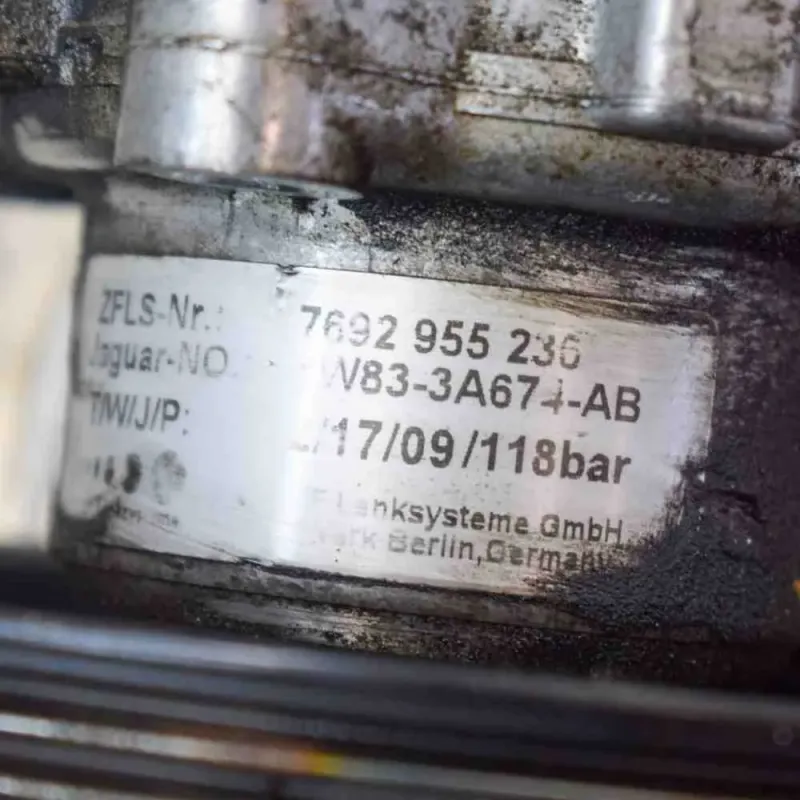 ZFLS-Nr.: 7692 955 236
Jaguar-NO W83-3A674-AB
T/W/J/P: /17/09/118bar
Lenksysteme GmbH
Berlin, Germany